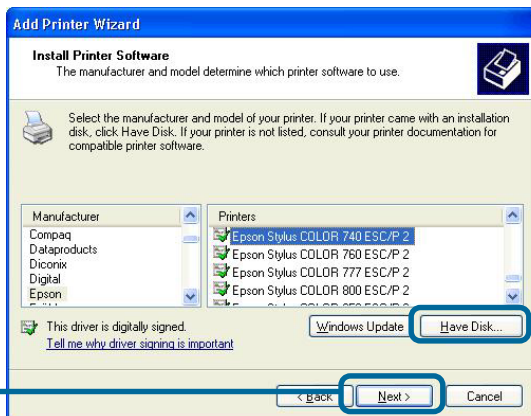 Add Printer Wizard
Install Printer Software
The manufacturer and model determine which printer software to use.
Select the manufacturer and model of your printer. If your printer came with an installation
disk, click Have Disk. If your printer is not listed, consult your printer documentation for
compatible printer software.
Manufacturer
Compaq
Dataproducts
Diconix
Digital
Epson
Printers
Epson Stylus COLOR 740 ESC/P 2
Epson Stylus COLOR 760 ESC/P 2
Epson Stylus COLOR 777 ESC/P 2
Epson Stylus COLOR 800 ESC/P 2
This driver is digitally signed.
Tell me why driver signing is important
Windows Update
Have Disk...
< Back
Next >
Cancel